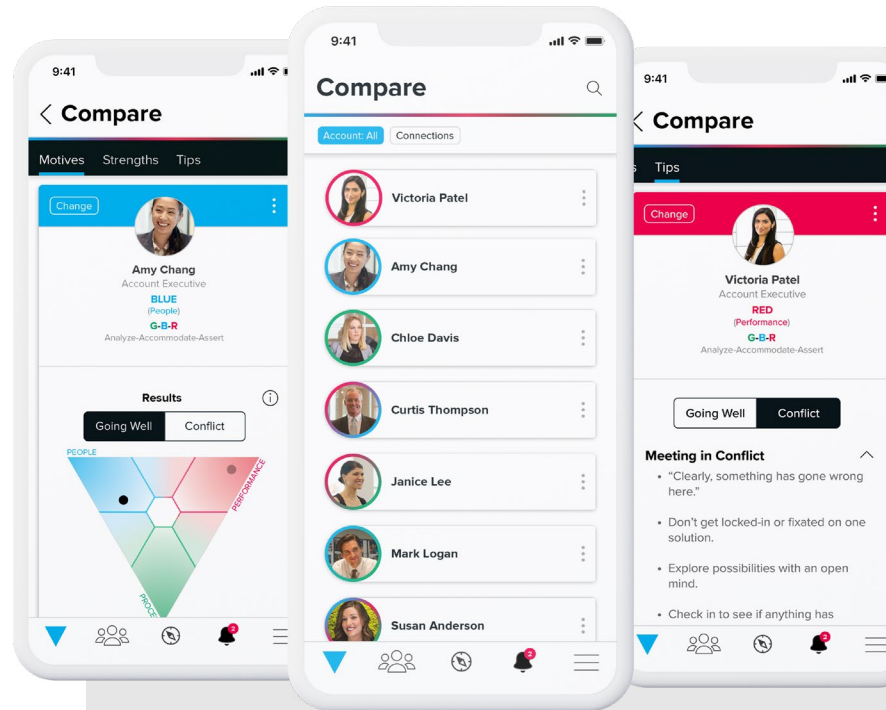 9:41
Compare
Motives Strengths Tips
Change
Amy Chang
Account Executive
BLUE
(People)
G-B-R
Analyze-Accommodate-Assert
Results
Going Well Conflict
PEOPLE
PERFORMANCE
2
9:41
Compare
Account: All Connections
Victoria Patel
Amy Chang
Chloe Davis
Curtis Thompson
Janice Lee
Mark Logan
Susan Anderson
2
9:41
Compare
Tips
Change
Victoria Patel
Account Executive
RED
(Performance)
G-B-R
Analyze-Accommodate-Assert
Going Well Conflict
Meeting in Conflict
• “Clearly, something has gone wrong
here.”
• Don’t get locked-in or fixated on one
solution.
• Explore possibilities with an open
mind.
• Check in to see if anything has
2